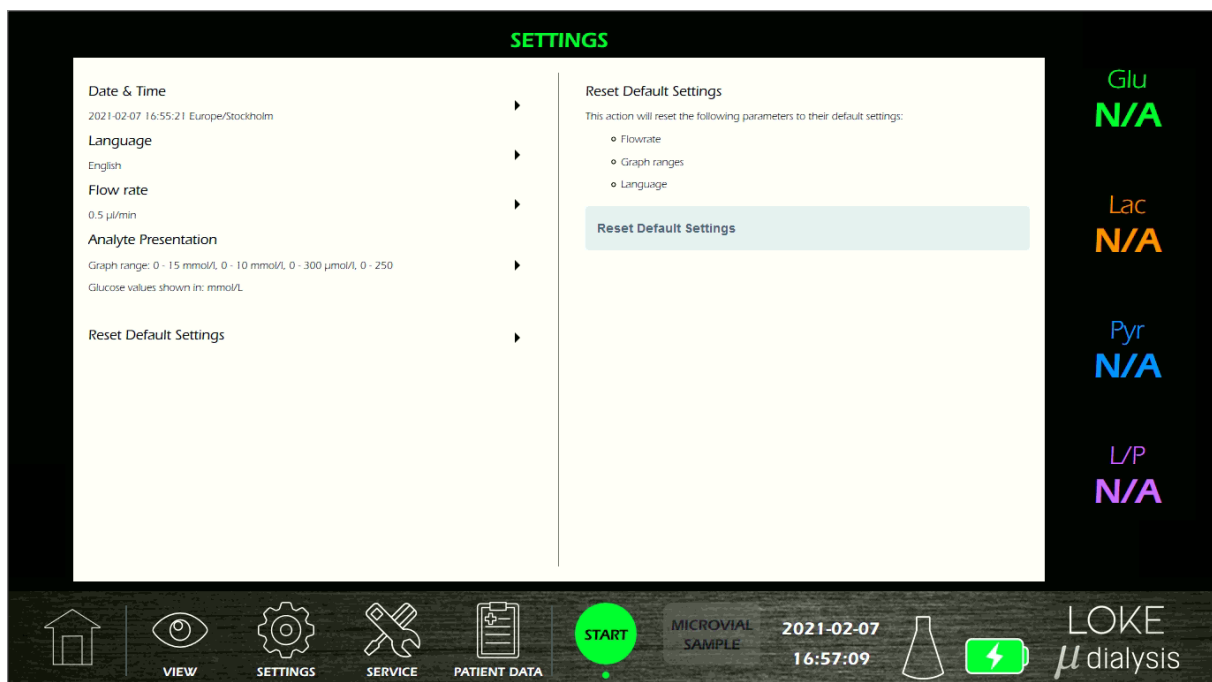 SETTINGS
Date & Time
2021-02-07 16:55:21 Europe/Stockholm
Language
English
Flow rate
0.5 µl/min
Analyte Presentation
Graph range: 0 - 15 mmol/l, 0 - 10 mmol/l, 0 - 300 µmol/l, 0 - 250
Glucose values shown in: mmol/L
Reset Default Settings
Reset Default Settings
This action will reset the following parameters to their default settings:
Flowrate
Graph ranges
Language
Reset Default Settings
Glu
N/A
Lac
N/A
Pyr
N/A
L/P
N/A
VIEW
SETTINGS
SERVICE
PATIENT DATA
START
MICROVIAL
SAMPLE
2021-02-07
16:57:09
LOKE
µ dialysis